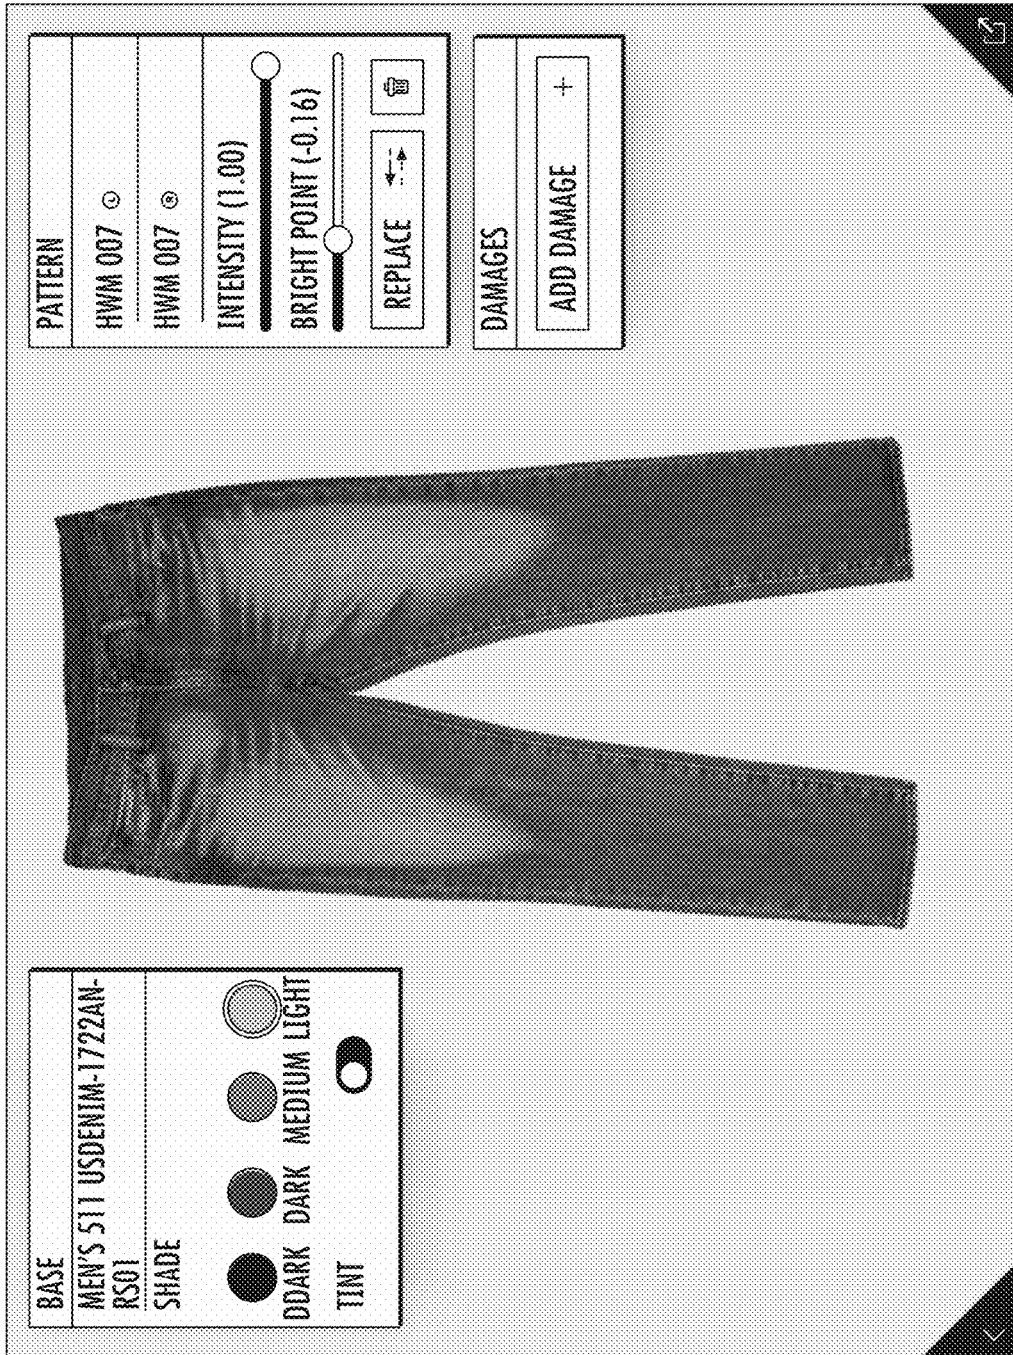 BASE
MEN'S 511 USDENIM-1722AN-
RS01
SHADE
DDARK DARK MEDIUM LIGHT
TINT
PATTERN
HWM 007 L
HWM 007 R
INTENSITY (1.00)
BRIGHT POINT (-0.16)
REPLACE
DAMAGES
ADD DAMAGE +